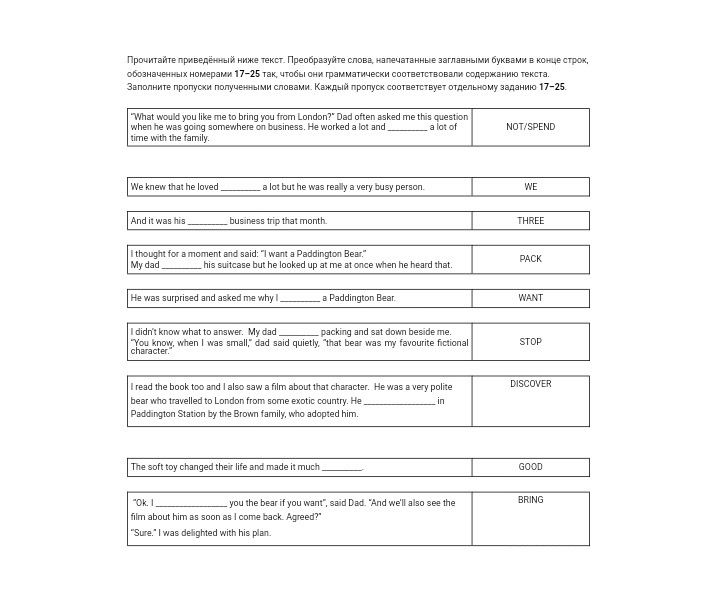 Прочитайте приведённый ниже текст. Преобразуйте слова, напечатанные заглавными буквами в конце строк,
обозначенных номерами 17–25 так, чтобы они грамматически соответствовали содержанию текста.
Заполните пропуски полученными словами. Каждый пропуск соответствует отдельному заданию 17–25.
“What would you like me to bring you from London?” Dad often asked me this question
when he was going somewhere on business. He worked a lot and __________ a lot of
time with the family.
NOT/SPEND
We knew that he loved __________ a lot but he was really a very busy person.
WE
And it was his __________ business trip that month.
THREE
I thought for a moment and said: “I want a Paddington Bear.”
My dad __________ his suitcase but he looked up at me at once when he heard that.
PACK
He was surprised and asked me why I __________ a Paddington Bear.
WANT
I didn’t know what to answer. My dad __________ packing and sat down beside me.
“You know, when I was small,” dad said quietly, “that bear was my favourite fictional
character.”
STOP
I read the book too and I also saw a film about that character. He was a very polite
bear who travelled to London from some exotic country. He __________________ in
Paddington Station by the Brown family, who adopted him.
DISCOVER
The soft toy changed their life and made it much __________.
GOOD
“Ok. I __________________ you the bear if you want”, said Dad. “And we’ll also see the
film about him as soon as I come back. Agreed?”
“Sure.” I was delighted with his plan.
BRING